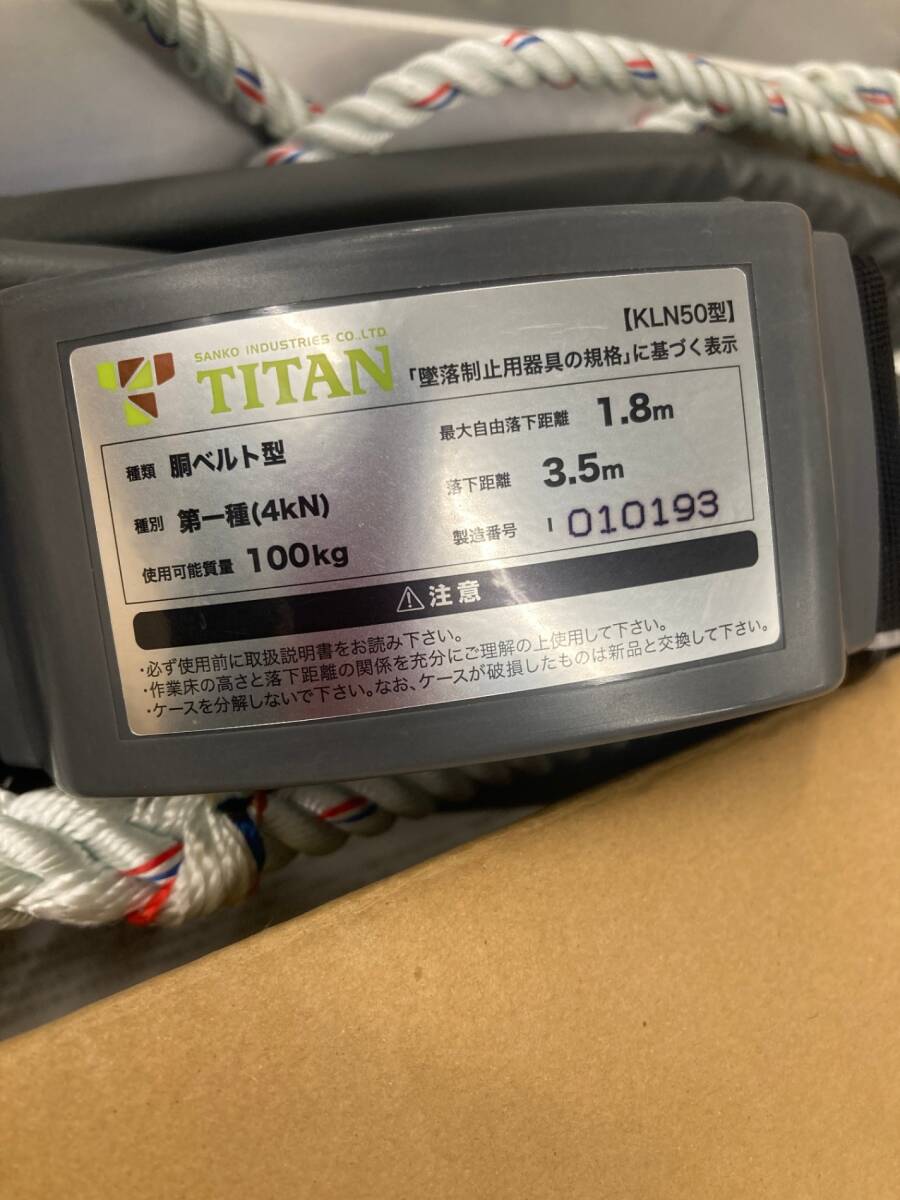 【KLN50型】
SANKO INDUSTRIES CO.,LTD
TITAN
「墜落制止用器具の規格」に基づく表示
種類 胴ベルト型
最大自由落下距離 1.8m
種別 第一種(4kN)
落下距離 3.5m
使用可能質量 100kg
製造番号 I 010193
⚠注意
・必ず使用前に取扱説明書をお読み下さい。
・作業床の高さと落下距離の関係を充分にご理解の上使用して下さい。
・ケースを分解しないで下さい。なお、ケースが破損したものは新品と交換して下さい。